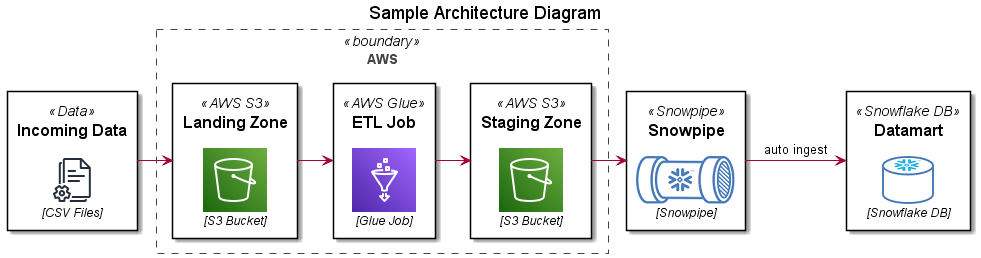 Sample Architecture Diagram
«boundary»
AWS
«Data»
Incoming Data
[CSV Files]
«AWS S3»
Landing Zone
[S3 Bucket]
«AWS Glue»
ETL Job
[Glue Job]
«AWS S3»
Staging Zone
[S3 Bucket]
«Snowpipe»
Snowpipe
[Snowpipe]
auto ingest
«Snowflake DB»
Datamart
[Snowflake DB]